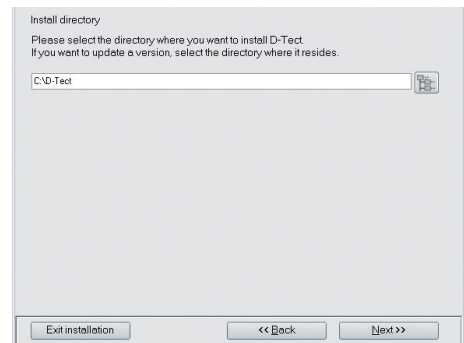 Install directory
Please select the directory where you want to install D-Tect.
If you want to update a version, select the directory where it resides.
C:\D-Tect
Exit installation
<< Back
Next >>